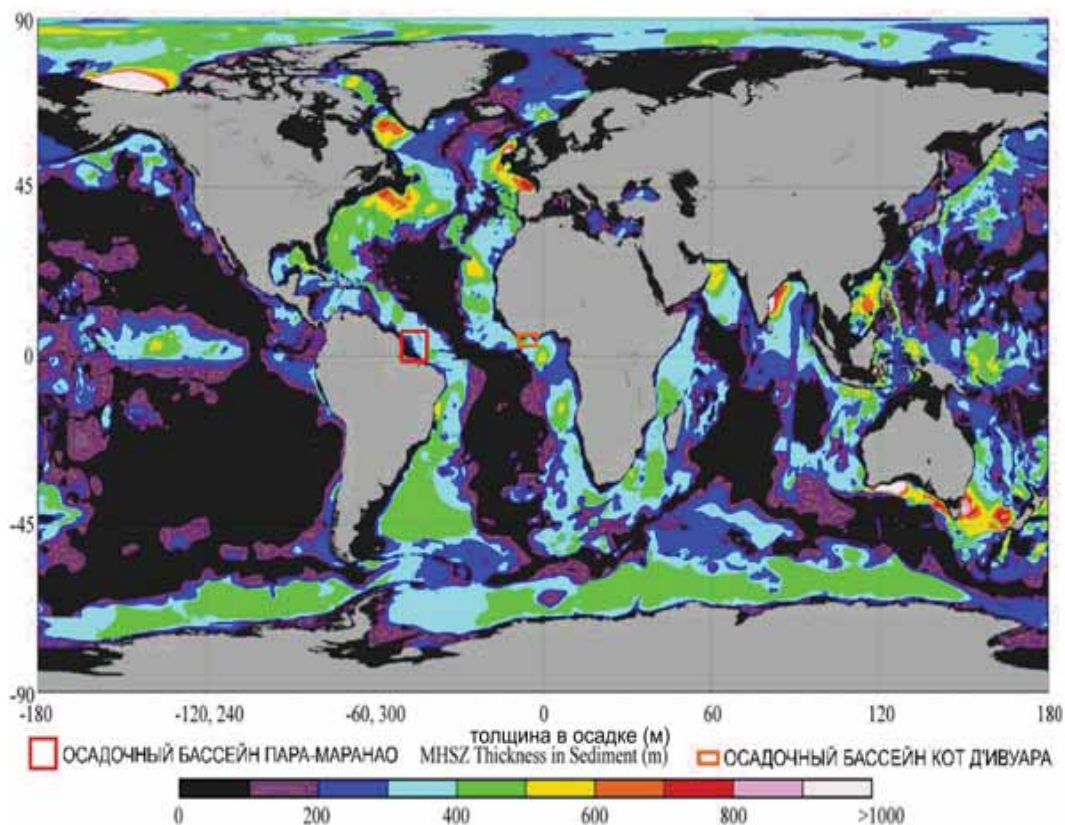 90
45
0
-45
-90
-180 -120, 240 -60, 300 0 60 120 180
толщина в осадке (м)
ОСАДОЧНЫЙ БАССЕЙН ПАРА-МАРАНАО MHSZ Thickness in Sediment (m) ОСАДОЧНЫЙ БАССЕЙН КОТ Д'ИВУАРА
0 200 400 600 800 >1000